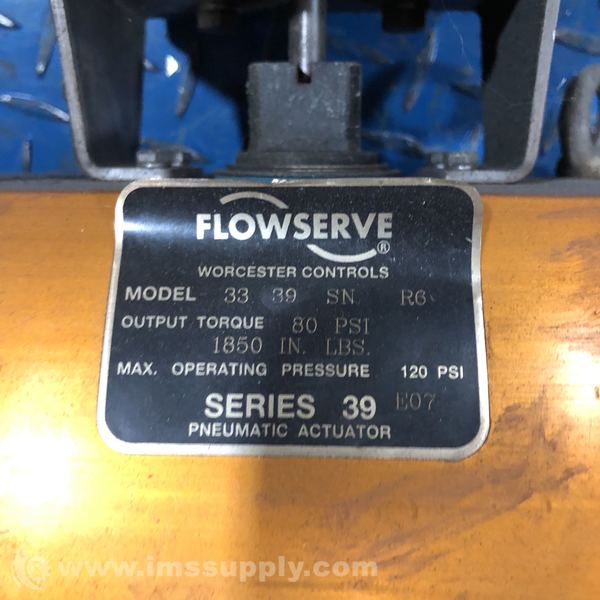 FLOWSERVE
®
WORCESTER CONTROLS
MODEL 33 39 SN R6
OUTPUT TORQUE 80 PSI
1850 IN. LBS.
MAX. OPERATING PRESSURE 120 PSI
SERIES 39 E07
PNEUMATIC ACTUATOR
© www.imssupply.com